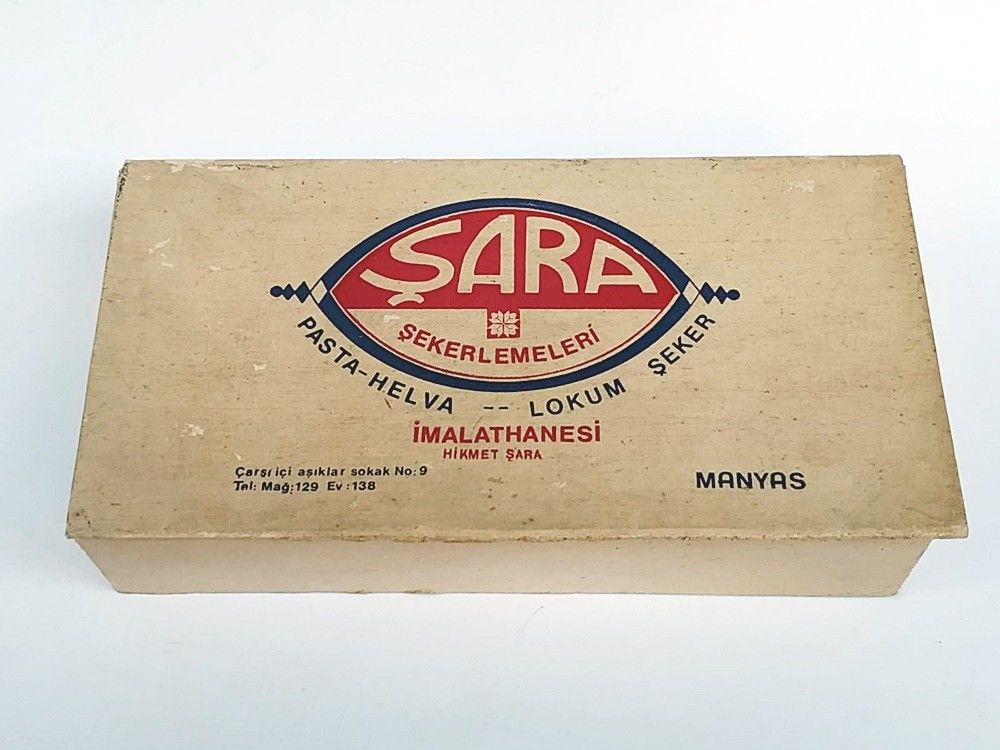 ŞARA
ŞEKERLEMELERİ
PASTA-HELVA -- LOKUM ŞEKER
İMALATHANESİ
HİKMET ŞARA
Çarşı içi aşıklar sokak No: 9
Tel: Mağ: 129 Ev: 138
MANYAS